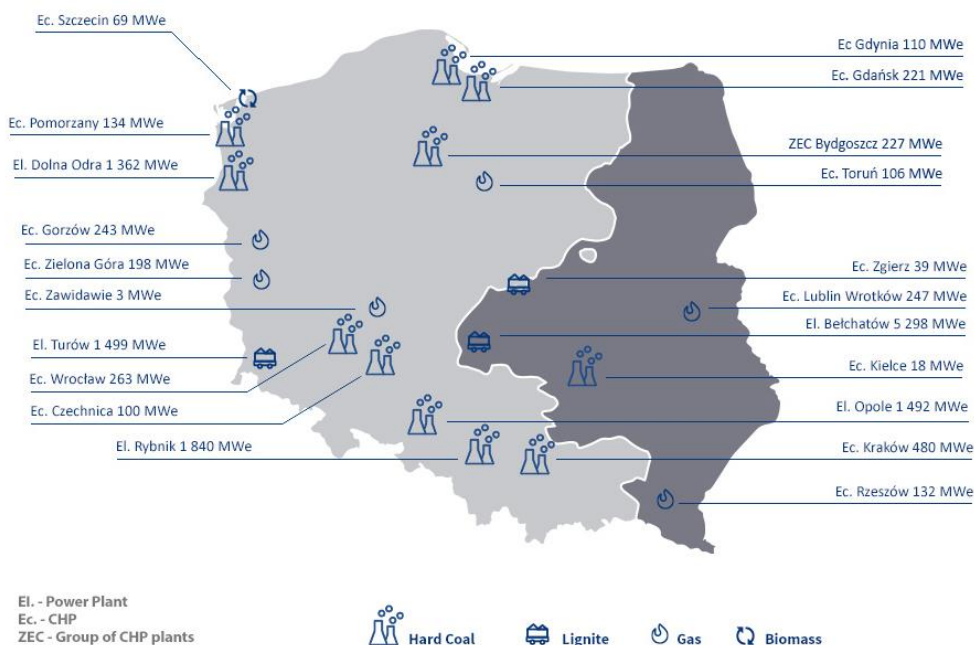 Ec. Szczecin 69 MWe
Ec. Pomorzany 134 MWe
El. Dolna Odra 1 362 MWe
Ec. Gorzów 243 MWe
Ec. Zielona Góra 198 MWe
Ec. Zawidawie 3 MWe
El. Turów 1 499 MWe
Ec. Wrocław 263 MWe
Ec. Czechnica 100 MWe
El. Rybnik 1 840 MWe
Ec Gdynia 110 MWe
Ec. Gdańsk 221 MWe
ZEC Bydgoszcz 227 MWe
Ec. Toruń 106 MWe
Ec. Zgierz 39 MWe
Ec. Lublin Wrotków 247 MWe
El. Bełchatów 5 298 MWe
Ec. Kielce 18 MWe
El. Opole 1 492 MWe
Ec. Kraków 480 MWe
Ec. Rzeszów 132 MWe
El. - Power Plant
Ec. - CHP
ZEC - Group of CHP plants
Hard Coal
Lignite
Gas
Biomass